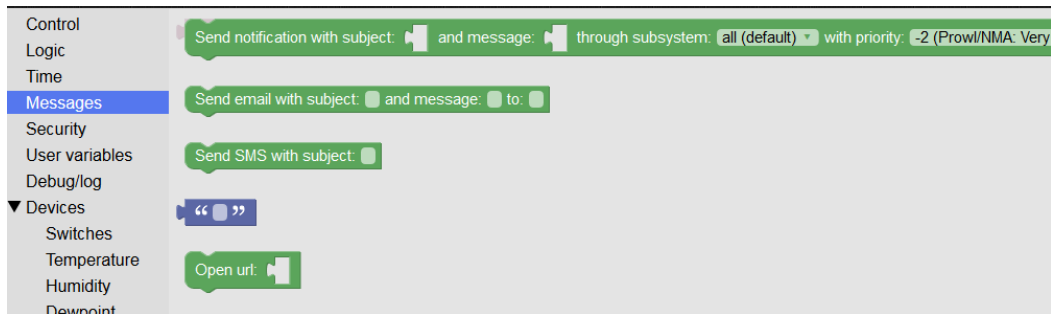 Control
Logic
Time
Messages
Security
User variables
Debug/log
▼ Devices
Switches
Temperature
Humidity
Dewpoint
Send notification with subject: and message: through subsystem: all (default) ▼ with priority: -2 (Prowl/NMA: Very
Send email with subject: and message: to:
Send SMS with subject:
“ ”
Open url: